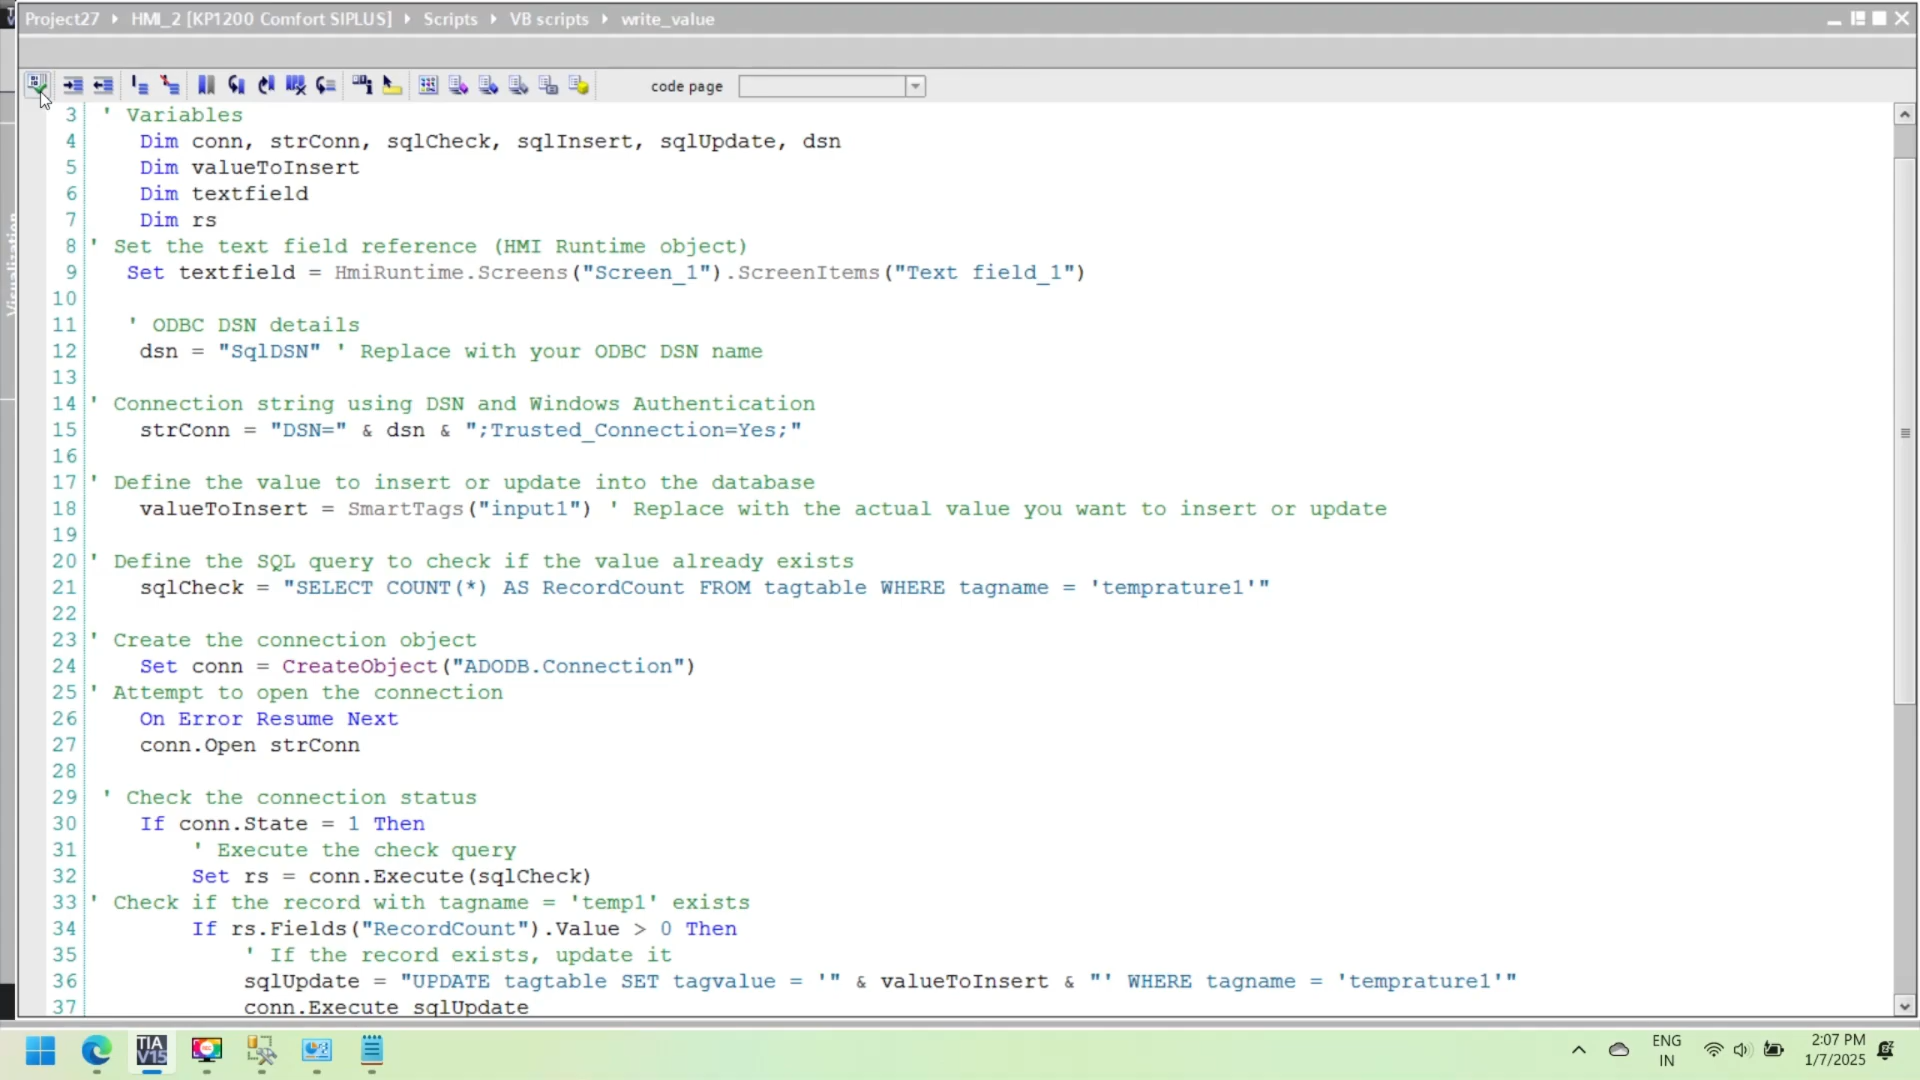 Project27 ▸ HMI_2 [KP1200 Comfort SIPLUS] ▸ Scripts ▸ VB scripts ▸ write_value
code page
3 ' Variables
4 Dim conn, strConn, sqlCheck, sqlInsert, sqlUpdate, dsn
5 Dim valueToInsert
6 Dim textfield
7 Dim rs
8 ' Set the text field reference (HMI Runtime object)
9 Set textfield = HmiRuntime.Screens("Screen_1").ScreenItems("Text field_1")
10
11 ' ODBC DSN details
12 dsn = "SqlDSN" ' Replace with your ODBC DSN name
13
14 ' Connection string using DSN and Windows Authentication
15 strConn = "DSN=" & dsn & ";Trusted_Connection=Yes;"
16
17 ' Define the value to insert or update into the database
18 valueToInsert = SmartTags("input1") ' Replace with the actual value you want to insert or update
19
20 ' Define the SQL query to check if the value already exists
21 sqlCheck = "SELECT COUNT(*) AS RecordCount FROM tagtable WHERE tagname = 'temprature1'"
22
23 ' Create the connection object
24 Set conn = CreateObject("ADODB.Connection")
25 ' Attempt to open the connection
26 On Error Resume Next
27 conn.Open strConn
28
29 ' Check the connection status
30 If conn.State = 1 Then
31 ' Execute the check query
32 Set rs = conn.Execute(sqlCheck)
33 ' Check if the record with tagname = 'temp1' exists
34 If rs.Fields("RecordCount").Value > 0 Then
35 ' If the record exists, update it
36 sqlUpdate = "UPDATE tagtable SET tagvalue = '" & valueToInsert & "' WHERE tagname = 'temprature1'"
37 conn.Execute sqlUpdate
Visualization
TIA
V15
ENG
IN
2:07 PM
1/7/2025